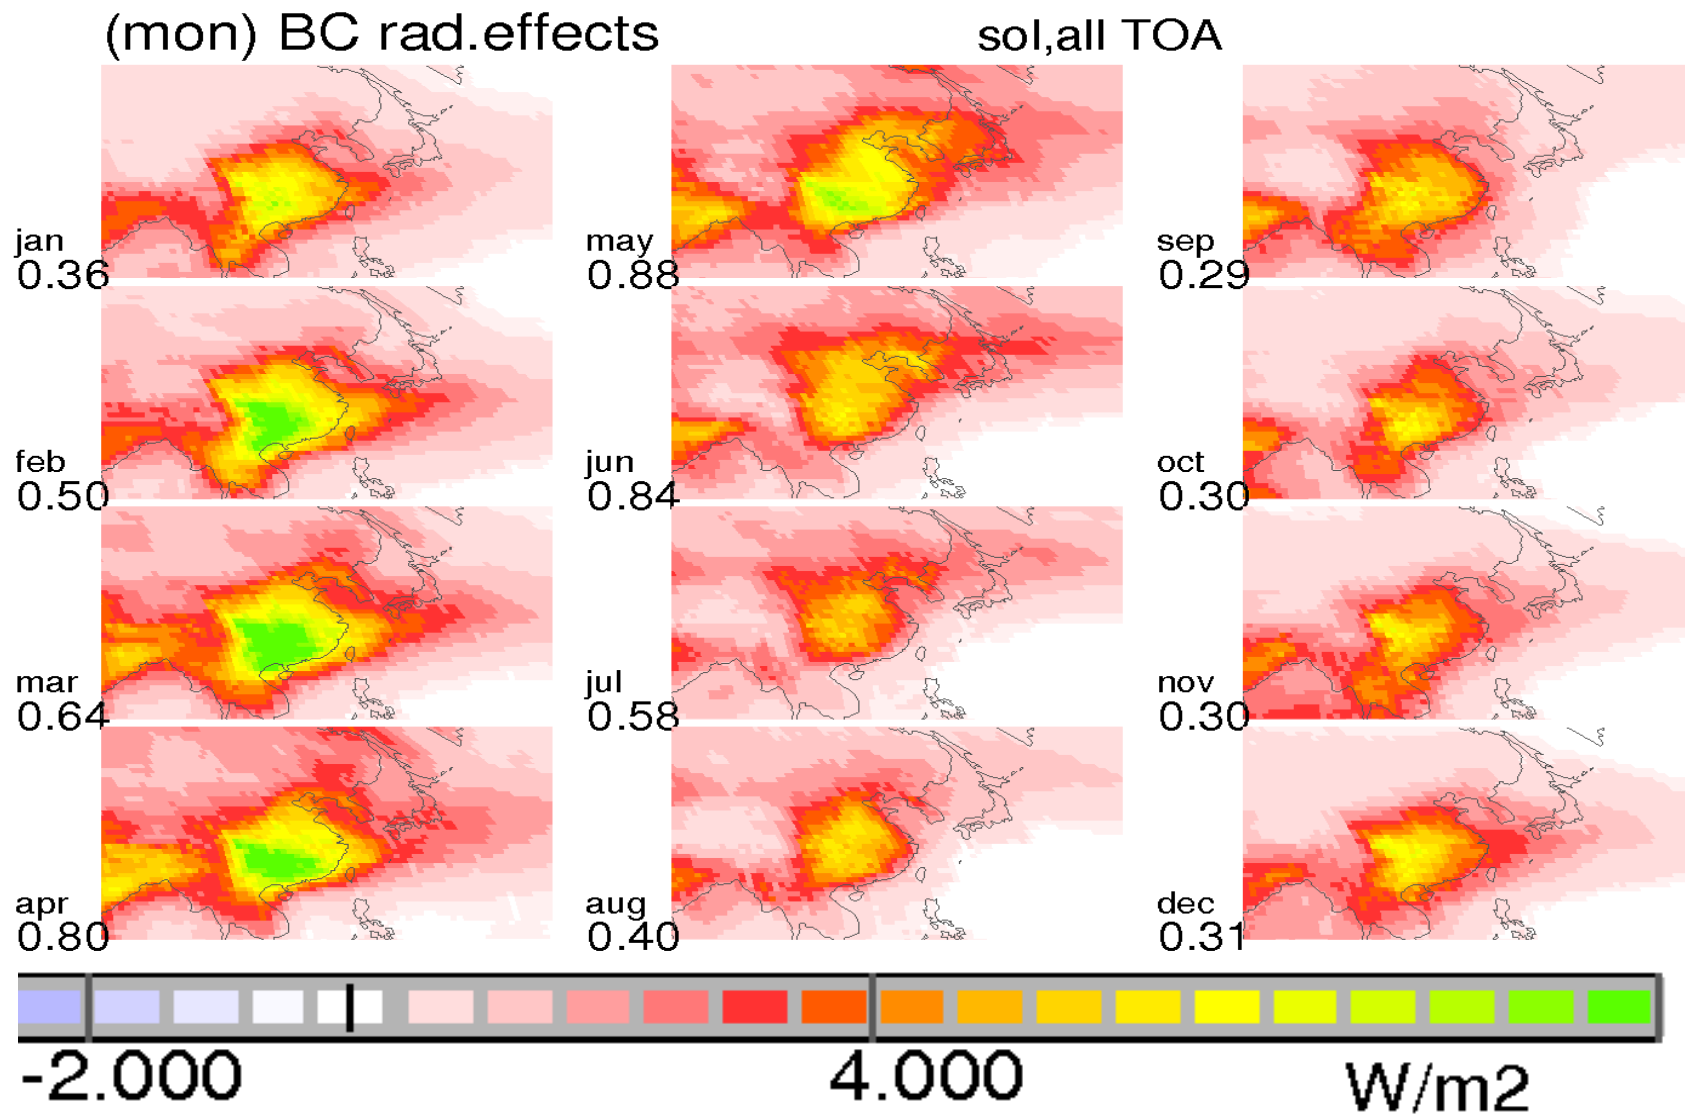 (mon) BC rad.effects
sol,all TOA
jan
0.36
may
0.88
sep
0.29
feb
0.50
jun
0.84
oct
0.30
mar
0.64
jul
0.58
nov
0.30
apr
0.80
aug
0.40
dec
0.31
-2.000
4.000
W/m2